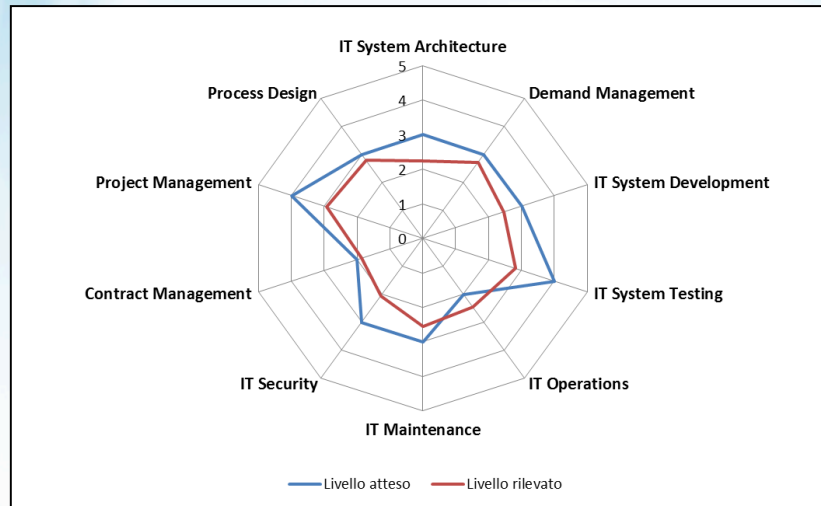 IT System Architecture
Demand Management
IT System Development
IT System Testing
IT Operations
IT Maintenance
IT Security
Contract Management
Project Management
Process Design
5
4
3
2
1
0
Livello atteso
Livello rilevato